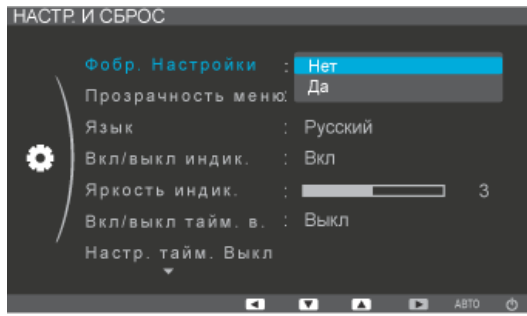 НАСТР. И СБРОС
Фобр. Настройки : Нет
Да
Прозрачность меню:
Язык : Русский
Вкл/выкл индик. : Вкл
Яркость индик. : 3
Вкл/выкл тайм. в. : Выкл
Настр. тайм. Выкл
АВТО